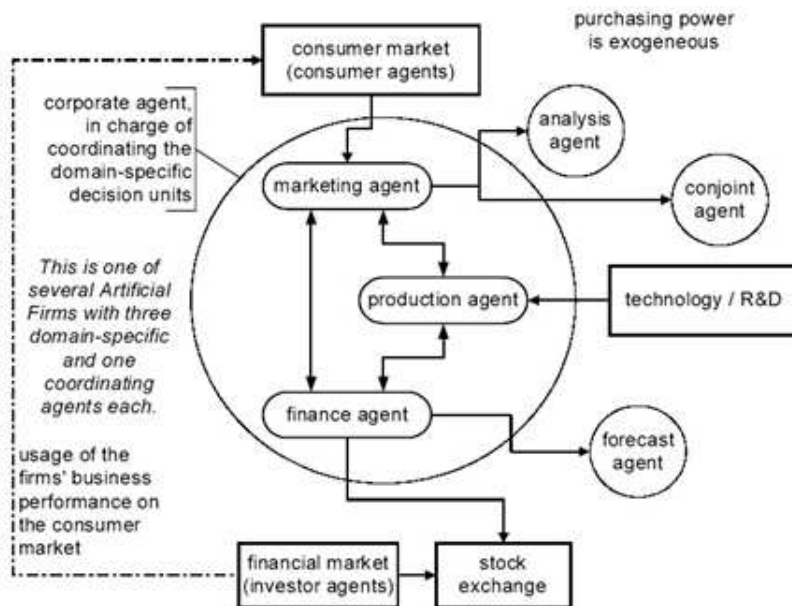 purchasing power
is exogeneous
consumer market
(consumer agents)
corporate agent,
in charge of
coordinating the
domain-specific
decision units
analysis
agent
marketing agent
conjoint
agent
This is one of
several Artificial
Firms with three
domain-specific
and one
coordinating
agents each.
production agent
technology / R&D
finance agent
forecast
agent
usage of the
firms' business
performance on
the consumer
market
financial market
(investor agents)
stock
exchange